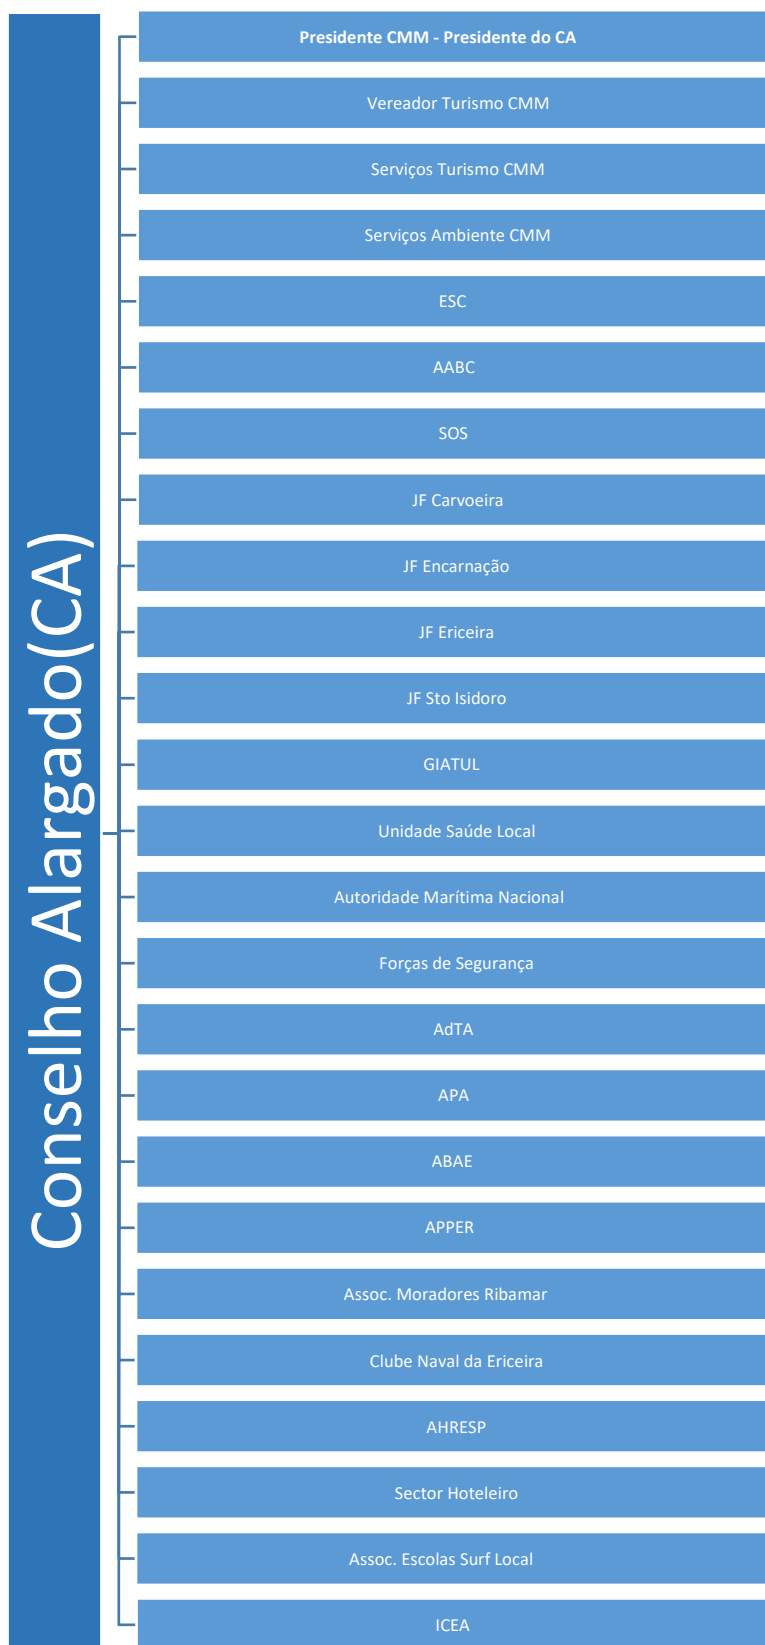 Conselho Alargado(CA)
Presidente CMM - Presidente do CA
Vereador Turismo CMM
Serviços Turismo CMM
Serviços Ambiente CMM
ESC
AABC
SOS
JF Carvoeira
JF Encarnação
JF Ericeira
JF Sto Isidoro
GIATUL
Unidade Saúde Local
Autoridade Marítima Nacional
Forças de Segurança
AdTA
APA
ABAE
APPER
Assoc. Moradores Ribamar
Clube Naval da Ericeira
AHRESP
Sector Hoteleiro
Assoc. Escolas Surf Local
ICEA